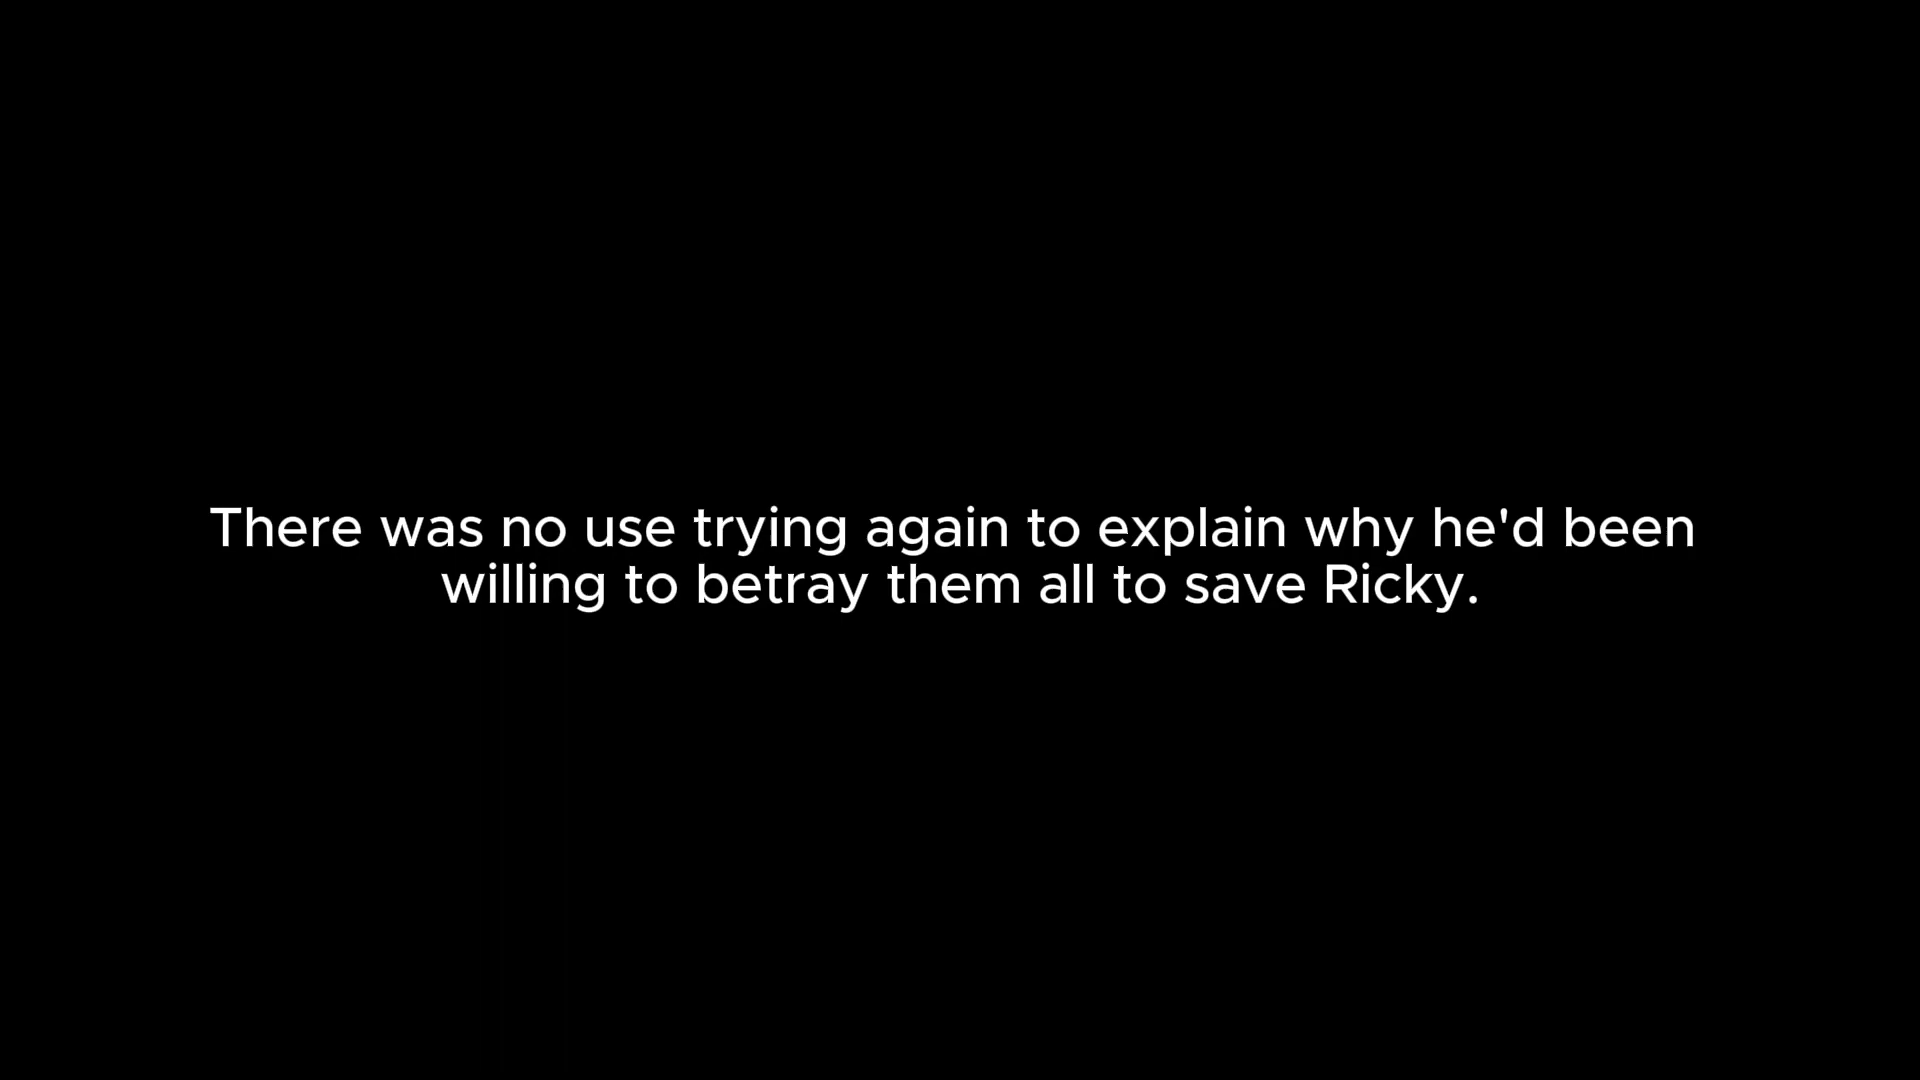 There was no use trying again to explain why he'd been
willing to betray them all to save Ricky.